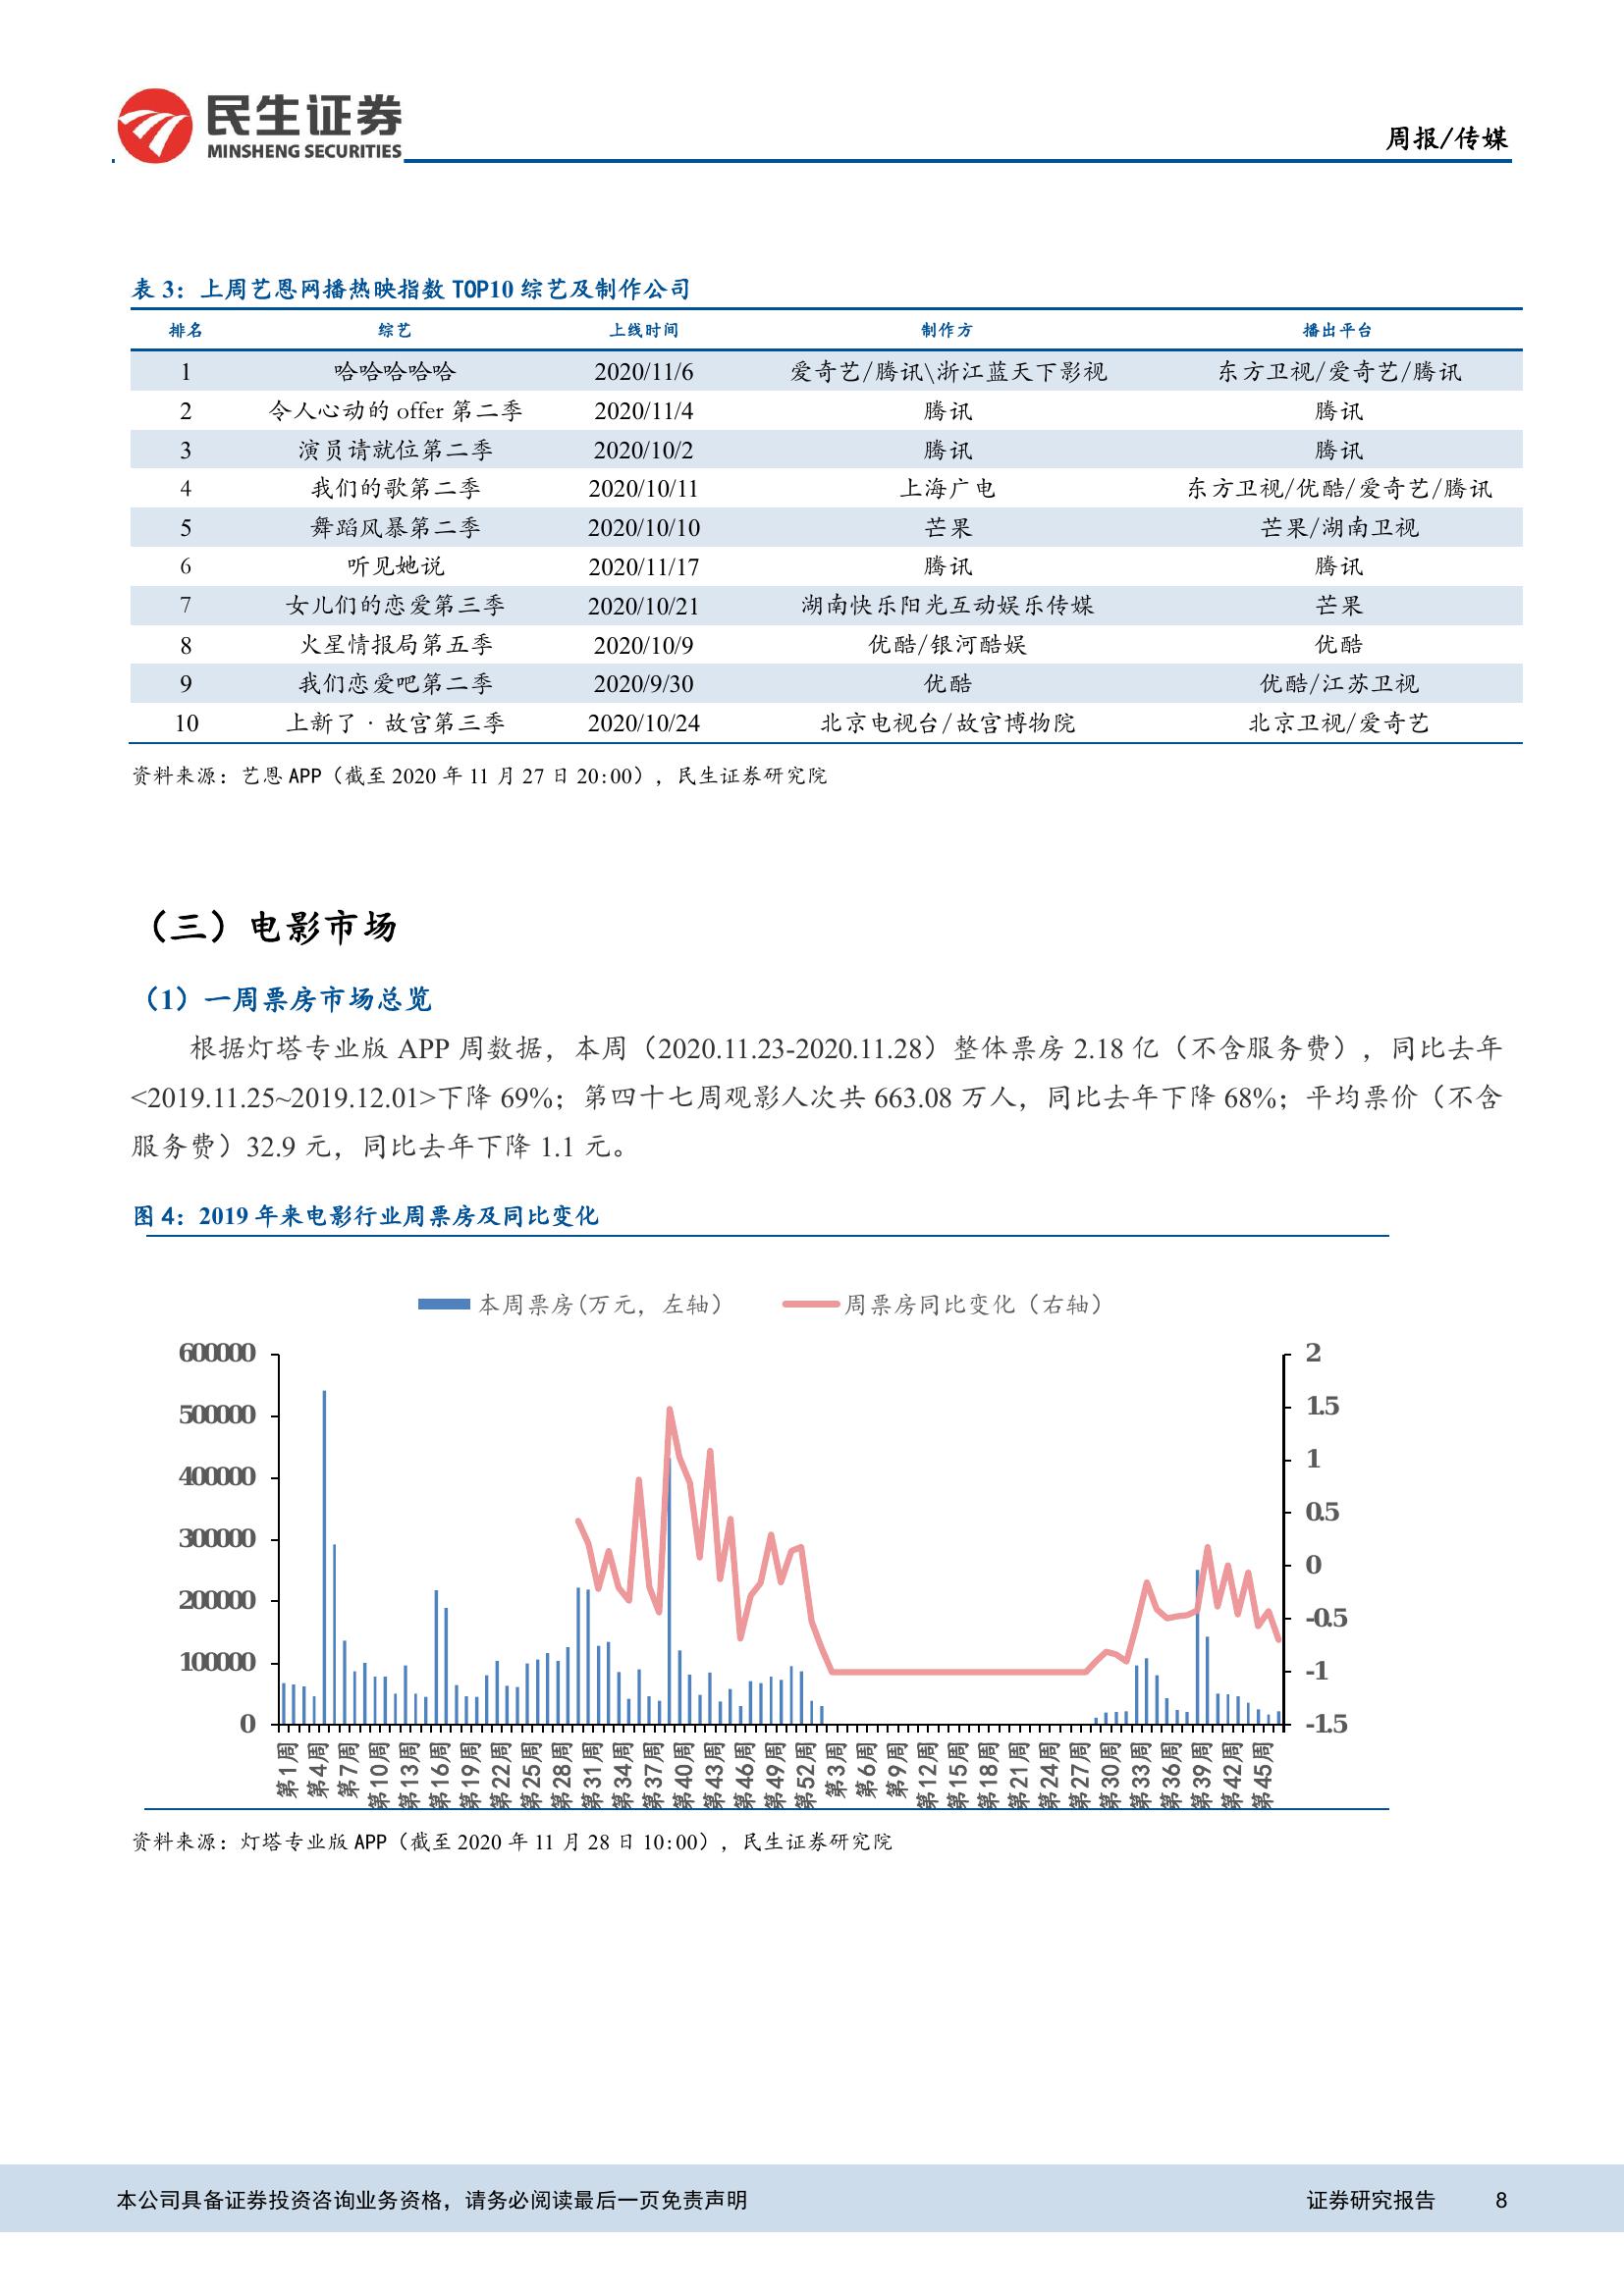 民生证券
MINSHENG SECURITIES
周报/传媒
表 3：上周艺恩网播热映指数 TOP10 综艺及制作公司
排名 综艺 上线时间 制作方 播出平台
1 哈哈哈哈哈 2020/11/6 爱奇艺/腾讯\浙江蓝天下影视 东方卫视/爱奇艺/腾讯
2 令人心动的 offer 第二季 2020/11/4 腾讯 腾讯
3 演员请就位第二季 2020/10/2 腾讯 腾讯
4 我们的歌第二季 2020/10/11 上海广电 东方卫视/优酷/爱奇艺/腾讯
5 舞蹈风暴第二季 2020/10/10 芒果 芒果/湖南卫视
6 听见她说 2020/11/17 腾讯 腾讯
7 女儿们的恋爱第三季 2020/10/21 湖南快乐阳光互动娱乐传媒 芒果
8 火星情报局第五季 2020/10/9 优酷/银河酷娱 优酷
9 我们恋爱吧第二季 2020/9/30 优酷 优酷/江苏卫视
10 上新了·故宫第三季 2020/10/24 北京电视台/故宫博物院 北京卫视/爱奇艺
资料来源：艺恩 APP（截至 2020 年 11 月 27 日 20:00），民生证券研究院
（三）电影市场
（1）一周票房市场总览
根据灯塔专业版 APP 周数据，本周（2020.11.23-2020.11.28）整体票房 2.18 亿（不含服务费），同比去年
<2019.11.25~2019.12.01>下降 69%；第四十七周观影人次共 663.08 万人，同比去年下降 68%；平均票价（不含
服务费）32.9 元，同比去年下降 1.1 元。
图 4：2019 年来电影行业周票房及同比变化
本周票房(万元，左轴） 周票房同比变化（右轴）
600000 2
500000 1.5
400000 1
300000 0.5
200000 0
100000 -0.5
0 -1
-1.5
第1周 第4周 第7周 第10周 第13周 第16周 第19周 第22周 第25周 第28周 第31周 第34周 第37周 第40周 第43周 第46周 第49周 第52周 第3周 第6周 第9周 第12周 第15周 第18周 第21周 第24周 第27周 第30周 第33周 第36周 第39周 第42周 第45周
资料来源：灯塔专业版 APP（截至 2020 年 11 月 28 日 10:00），民生证券研究院
本公司具备证券投资咨询业务资格，请务必阅读最后一页免责声明 证券研究报告 8